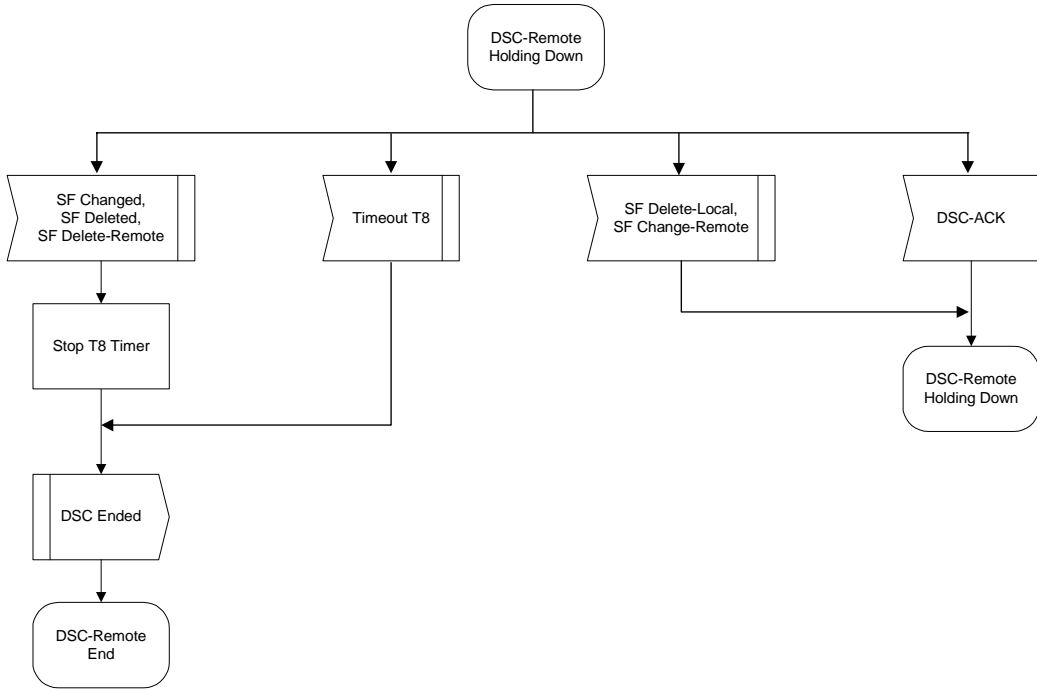 DSC-Remote
Holding Down
SF Changed,
SF Deleted,
SF Delete-Remote
Timeout T8
SF Delete-Local,
SF Change-Remote
DSC-ACK
Stop T8 Timer
DSC-Remote
Holding Down
DSC Ended
DSC-Remote
End